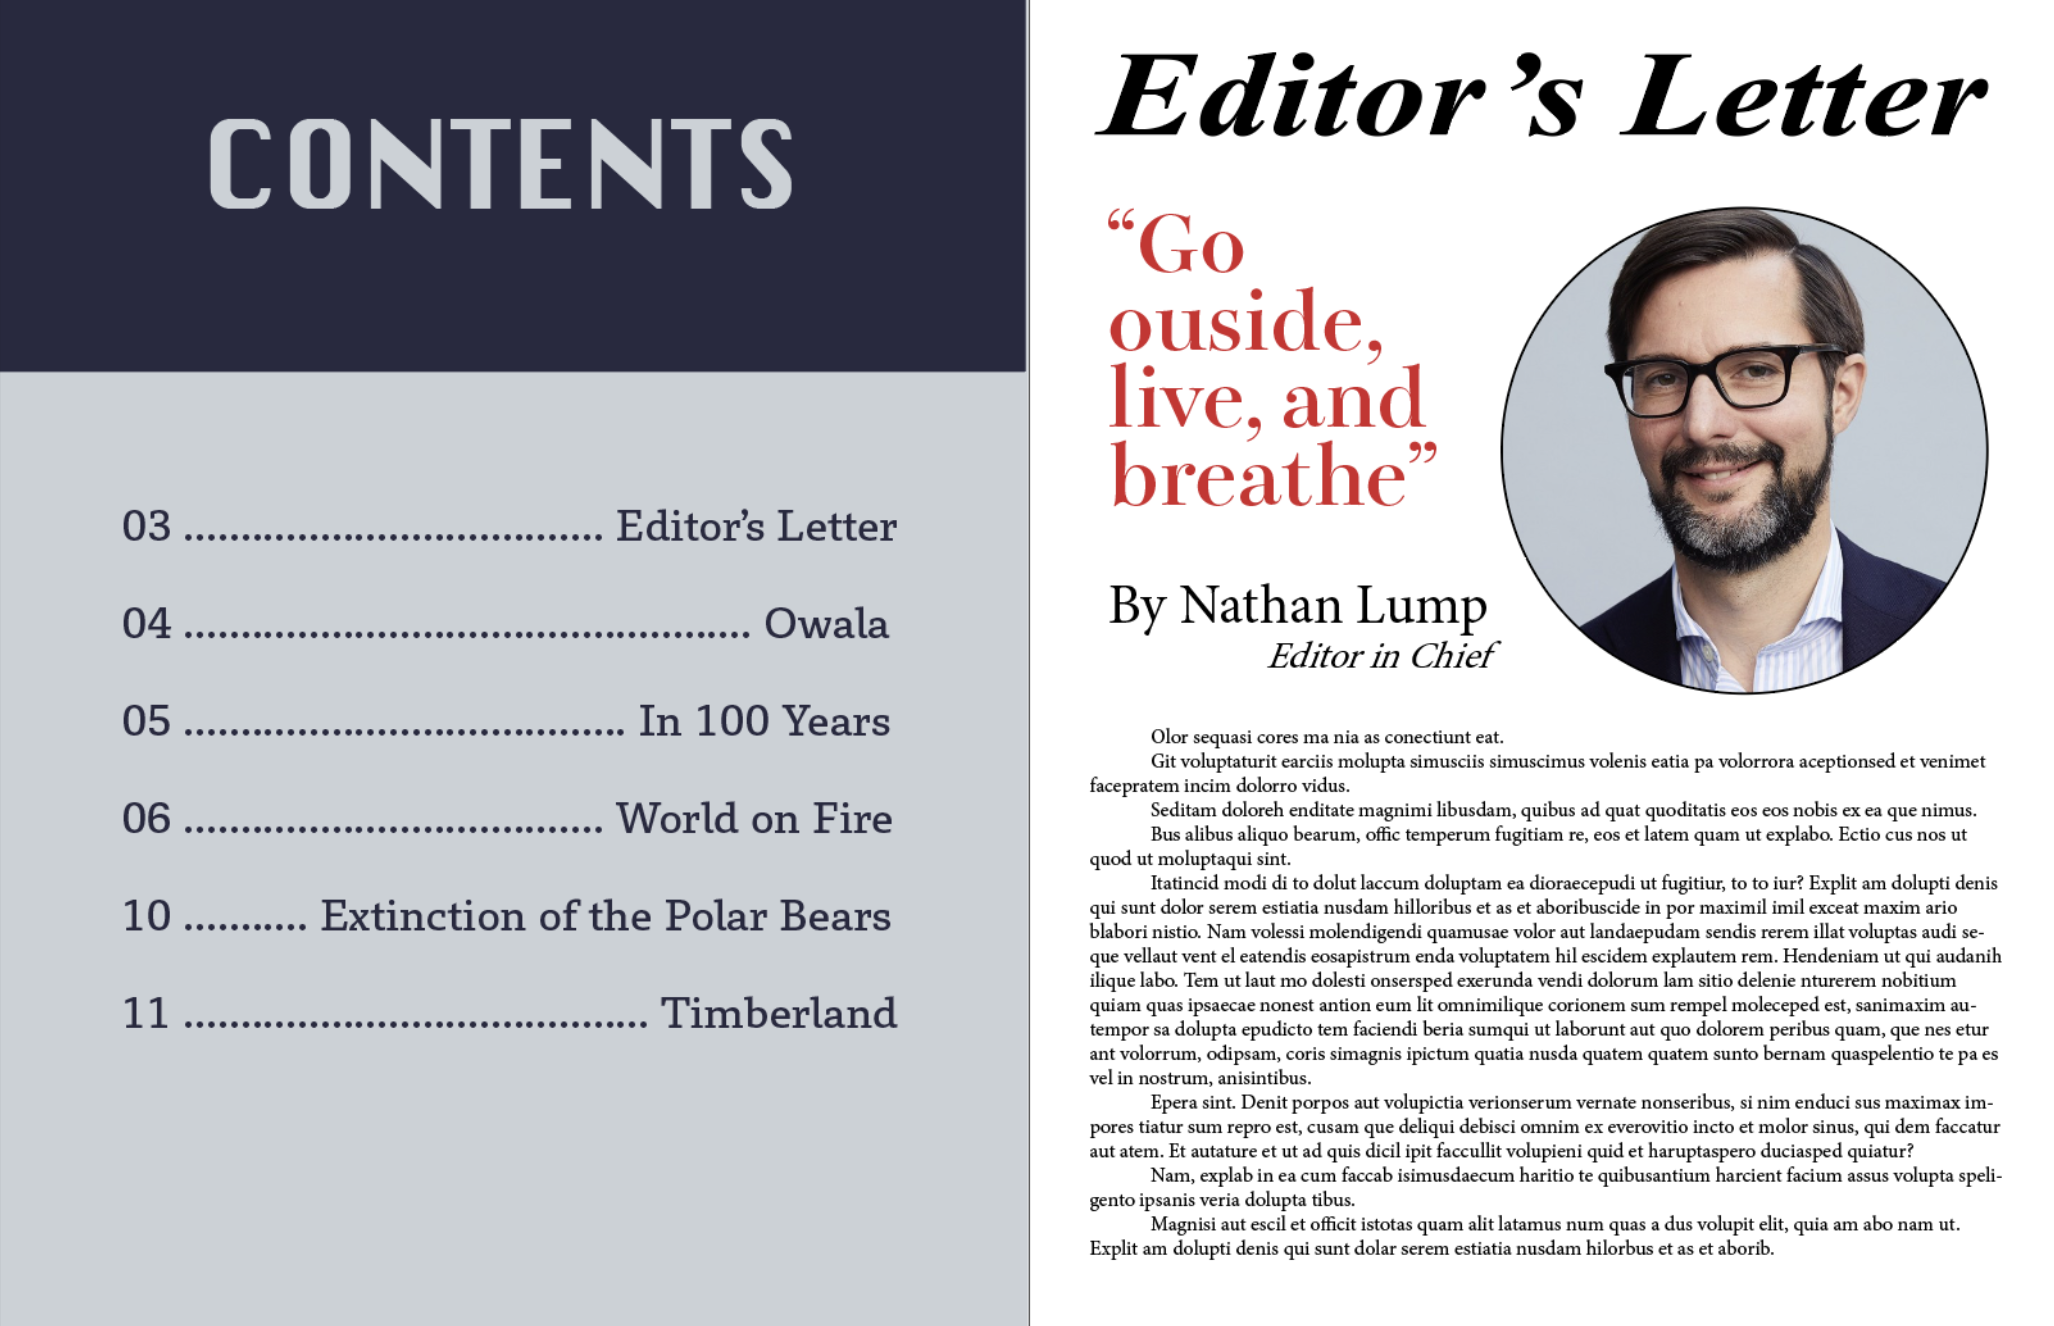 CONTENTS
03 ..................................... Editor’s Letter
04 .................................................. Owala
05 ....................................... In 100 Years
06 ..................................... World on Fire
10 ........... Extinction of the Polar Bears
11 ......................................... Timberland
Editor’s Letter
“Go
ouside,
live, and
breathe”
By Nathan Lump
Editor in Chief
Olor sequasi cores ma nia as conectiunt eat.
Git voluptaturit earciis molupta simusciis simuscimus volenis eatia pa volorrora aceptionsed et venimet
facepratem incim dolorro vidus.
Seditam doloreh enditate magnimi libusdam, quibus ad quat quoditatis eos eos nobis ex ea que nimus.
Bus alibus aliquo bearum, offic temperum fugitiam re, eos et latem quam ut explabo. Ectio cus nos ut
quod ut moluptaqui sint.
Itatincid modi di to dolut laccum doluptam ea dioraecepudi ut fugitiur, to to iur? Explit am dolupti denis
qui sunt dolor serem estiatia nusdam hilloribus et as et aboribuscide in por maximil imil exceat maxim ario
blabori nistio. Nam volessi molendigendi quamusae volor aut landaepudam sendis rerem illat voluptas audi se-
que vellaut vent el eatendis eosapistrum enda voluptatem hil escidem explautem rem. Hendeniam ut qui audanih
ilique labo. Tem ut laut mo dolesti onsersped exerunda vendi dolorum lam sitio delenie nturerem nobitium
quiam quas ipsaecae nonest antion eum lit omnimilique corionem sum rempel moleceped est, sanimaxim au-
tempor sa dolupta epudicto tem faciendi beria sumqui ut laborunt aut quo dolorem peribus quam, que nes etur
ant volorrum, odipsam, coris simagnis ipictum quatia nusda quatem quatem sunto bernam quaspelentio te pa es
vel in nostrum, anisintibus.
Epera sint. Denit porpos aut volupictia verionserum vernate nonseribus, si nim enduci sus maximax im-
pores tiatur sum repro est, cusam que deliqui debisci omnim ex everovitio incto et molor sinus, qui dem faccatur
aut atem. Et autature et ut ad quis dicil ipit faccullit volupieni quid et haruptaspero duciasped quiatur?
Nam, explab in ea cum faccab isimusdaecum haritio te quibusantium harcient facium assus volupta speli-
gento ipsanis veria dolupta tibus.
Magnisi aut escil et officit istotas quam alit latamus num quas a dus volupit elit, quia am abo nam ut.
Explit am dolupti denis qui sunt dolar serem estiatia nusdam hilorbus et as et aborib.